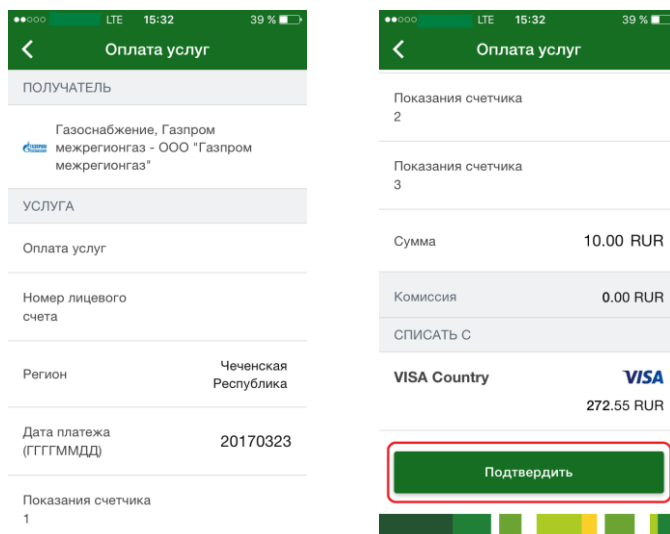 LTE 15:32 39 %
Оплата услуг
ПОЛУЧАТЕЛЬ
Газоснабжение, Газпром
межрегионгаз - ООО "Газпром
межрегионгаз"
УСЛУГА
Оплата услуг
Номер лицевого
счета
Регион
Чеченская
Республика
Дата платежа
(ГГГГММДД)
20170323
Показания счетчика
1
LTE 15:32 39 %
Оплата услуг
Показания счетчика
2
Показания счетчика
3
Сумма 10.00 RUR
Комиссия 0.00 RUR
СПИСАТЬ С
VISA Country VISA
272.55 RUR
Подтвердить